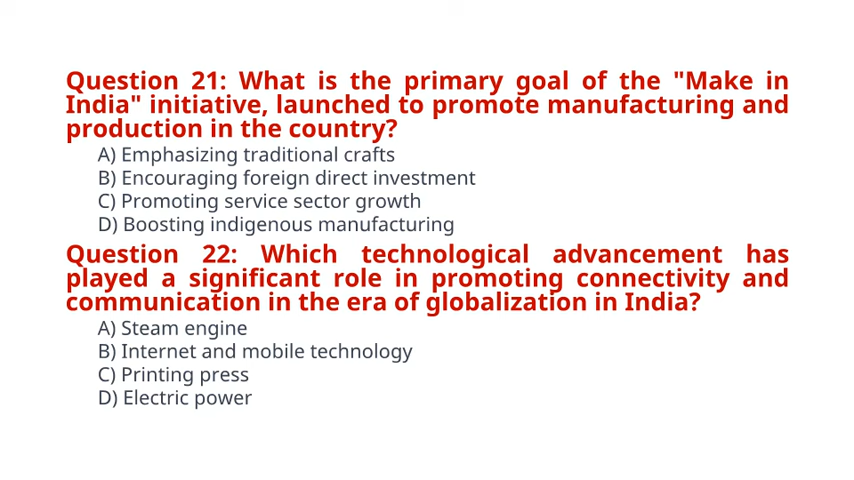 Question 21: What is the primary goal of the "Make in
India" initiative, launched to promote manufacturing and
production in the country?
A) Emphasizing traditional crafts
B) Encouraging foreign direct investment
C) Promoting service sector growth
D) Boosting indigenous manufacturing
Question 22: Which technological advancement has
played a significant role in promoting connectivity and
communication in the era of globalization in India?
A) Steam engine
B) Internet and mobile technology
C) Printing press
D) Electric power